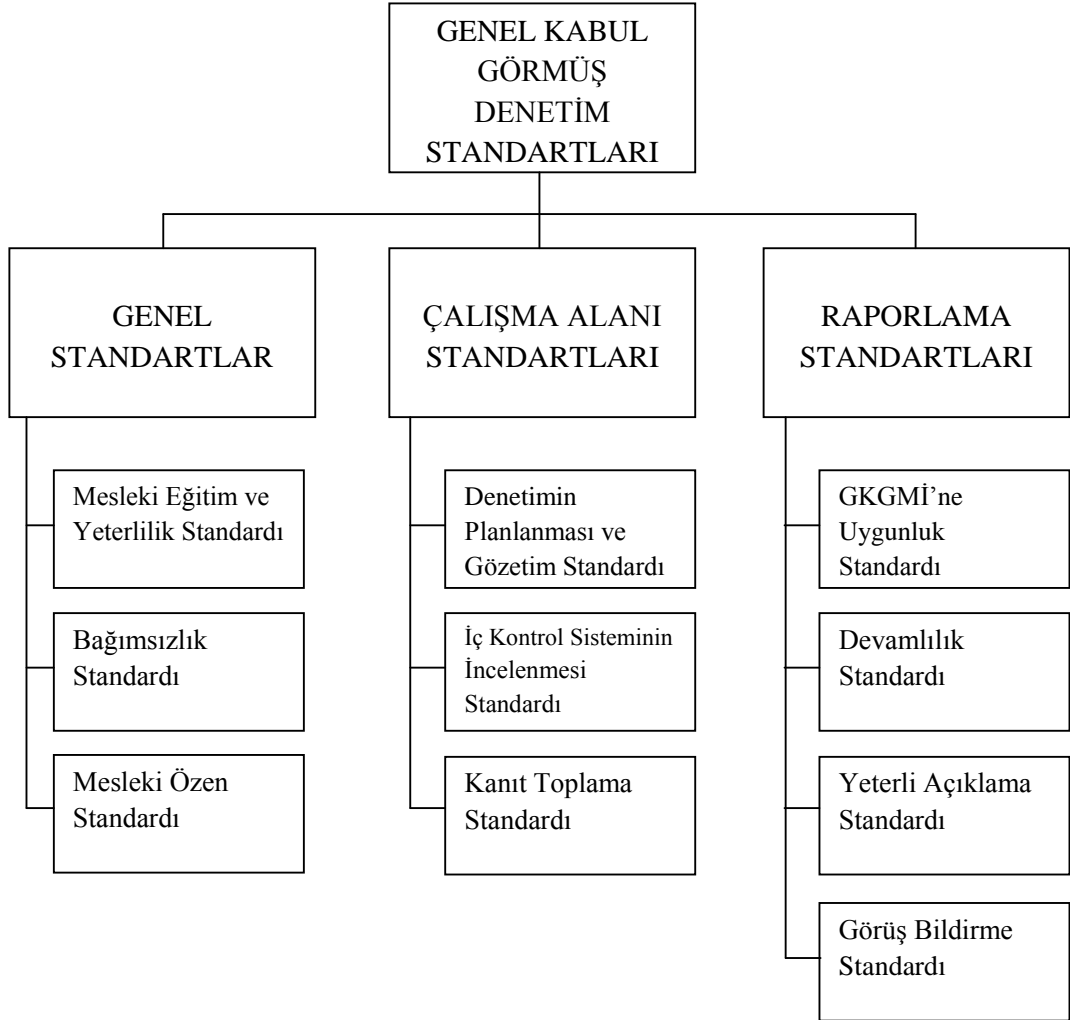 GENEL KABUL
GÖRMÜŞ
DENETİM
STANDARTLARI
GENEL
STANDARTLAR
Mesleki Eğitim ve
Yeterlilik Standardı
Bağımsızlık
Standardı
Mesleki Özen
Standardı
ÇALIŞMA ALANI
STANDARTLARI
Denetimin
Planlanması ve
Gözetim Standardı
İç Kontrol Sisteminin
İncelenmesi
Standardı
Kanıt Toplama
Standardı
RAPORLAMA
STANDARTLARI
GKGMİ’ne
Uygunluk
Standardı
Devamlılık
Standardı
Yeterli Açıklama
Standardı
Görüş Bildirme
Standardı